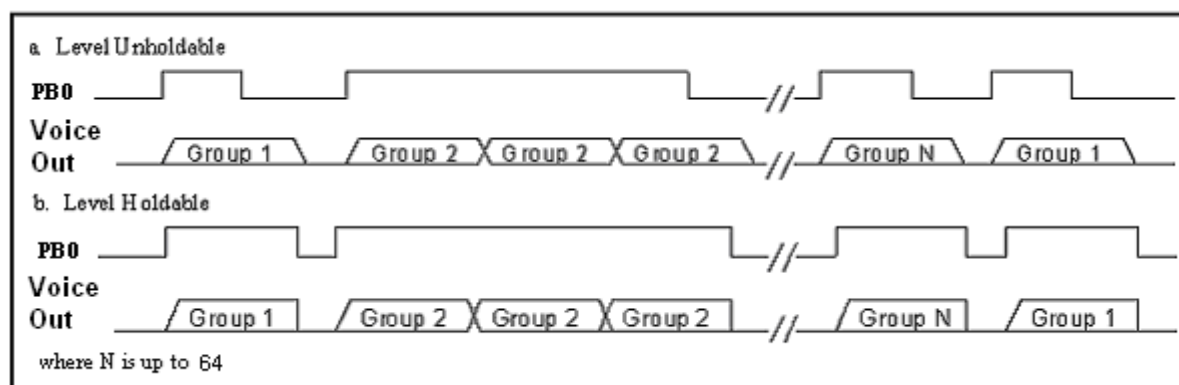 a. Level Unholdable
PB0
Voice
Out
Group 1 Group 2 Group 2 Group 2 // Group N Group 1
b. Level Holdable
PB0
Voice
Out
Group 1 Group 2 Group 2 Group 2 // Group N Group 1
where N is up to 64